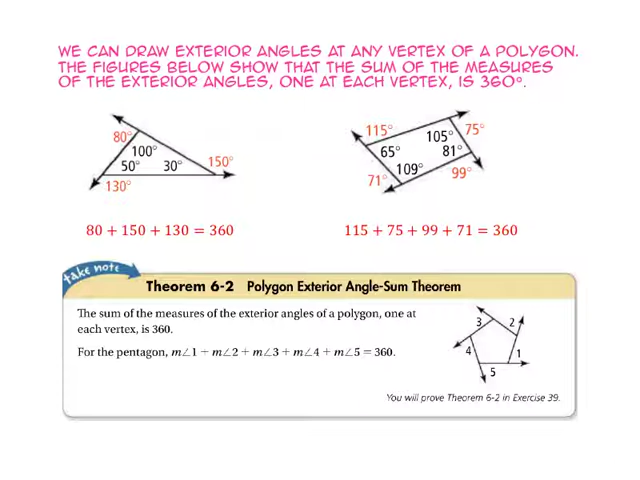 WE CAN DRAW EXTERIOR ANGLES AT ANY VERTEX OF A POLYGON.
THE FIGURES BELOW SHOW THAT THE SUM OF THE MEASURES
OF THE EXTERIOR ANGLES, ONE AT EACH VERTEX, IS 360°.
80°
100°
50° 30° 150°
130°
115° 105° 75°
65° 81°
71° 109° 99°
80 + 150 + 130 = 360
115 + 75 + 99 + 71 = 360
take note
Theorem 6-2 Polygon Exterior Angle-Sum Theorem
The sum of the measures of the exterior angles of a polygon, one at
each vertex, is 360.
For the pentagon, m∠1 + m∠2 + m∠3 + m∠4 + m∠5 = 360.
3 2
4 1
5
You will prove Theorem 6-2 in Exercise 39.